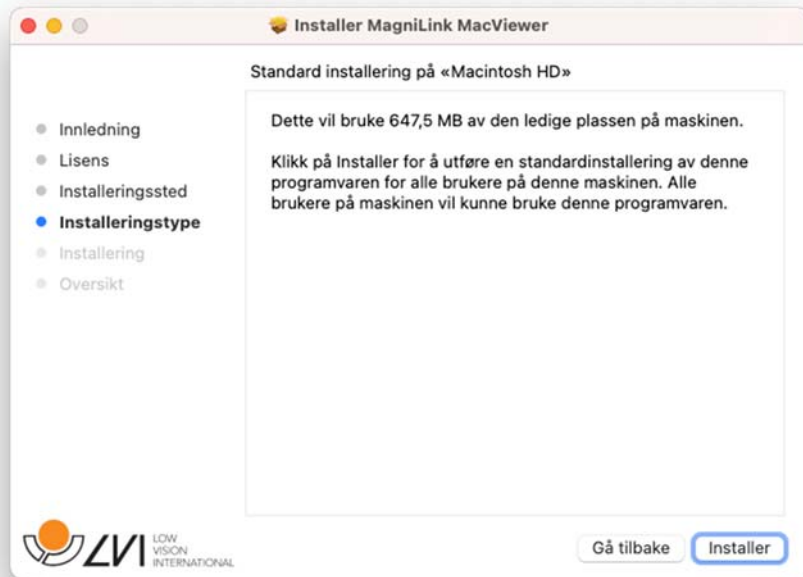 Installer MagniLink MacViewer
Standard installering på «Macintosh HD»
Innledning
Lisens
Installeringssted
Installeringstype
Installering
Oversikt
Dette vil bruke 647,5 MB av den ledige plassen på maskinen.
Klikk på Installer for å utføre en standardinstallering av denne
programvaren for alle brukere på denne maskinen. Alle
brukere på maskinen vil kunne bruke denne programvaren.
LVI
LOW
VISION
INTERNATIONAL
Gå tilbake
Installer